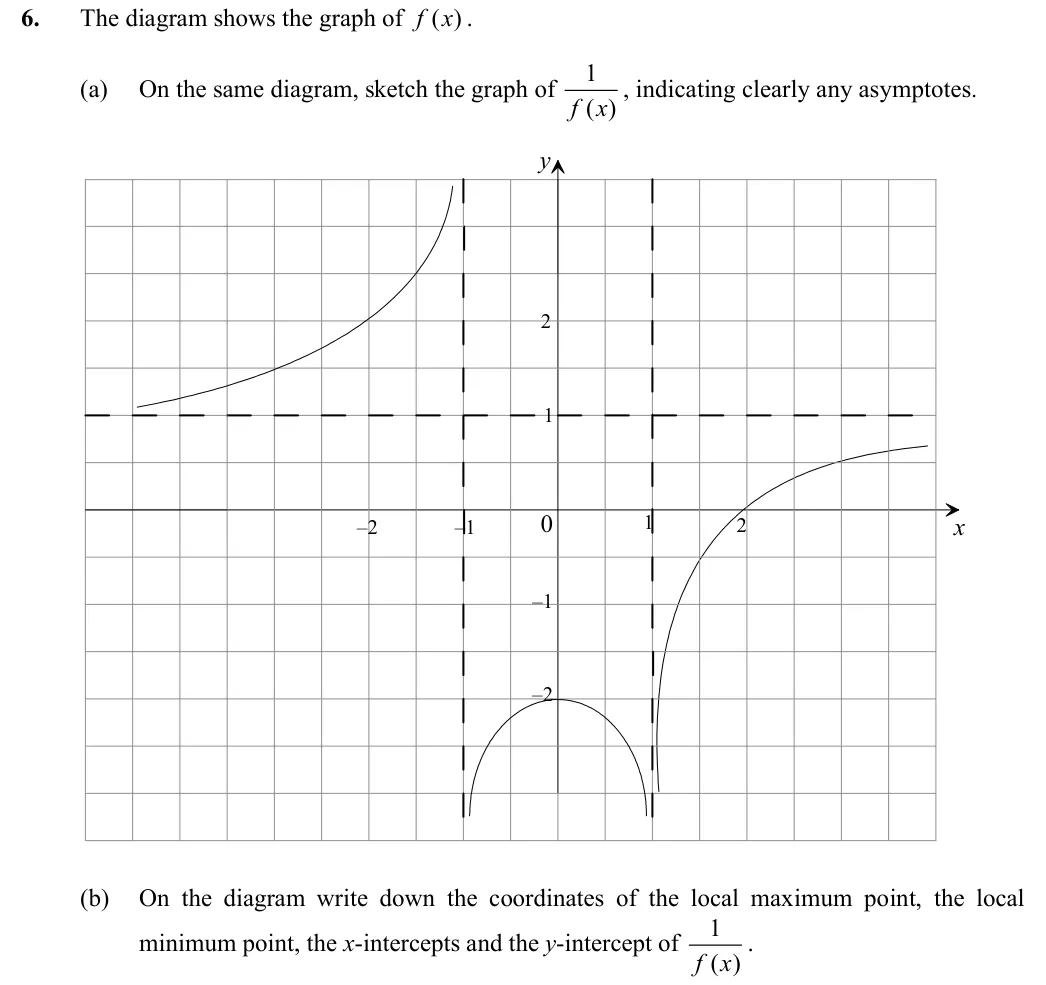 6. The diagram shows the graph of f (x) .
(a) On the same diagram, sketch the graph of 1/f (x) , indicating clearly any asymptotes.
y
2
1
–2 –1 0 1 2 x
–1
–2
(b) On the diagram write down the coordinates of the local maximum point, the local
minimum point, the x-intercepts and the y-intercept of 1/f (x) .